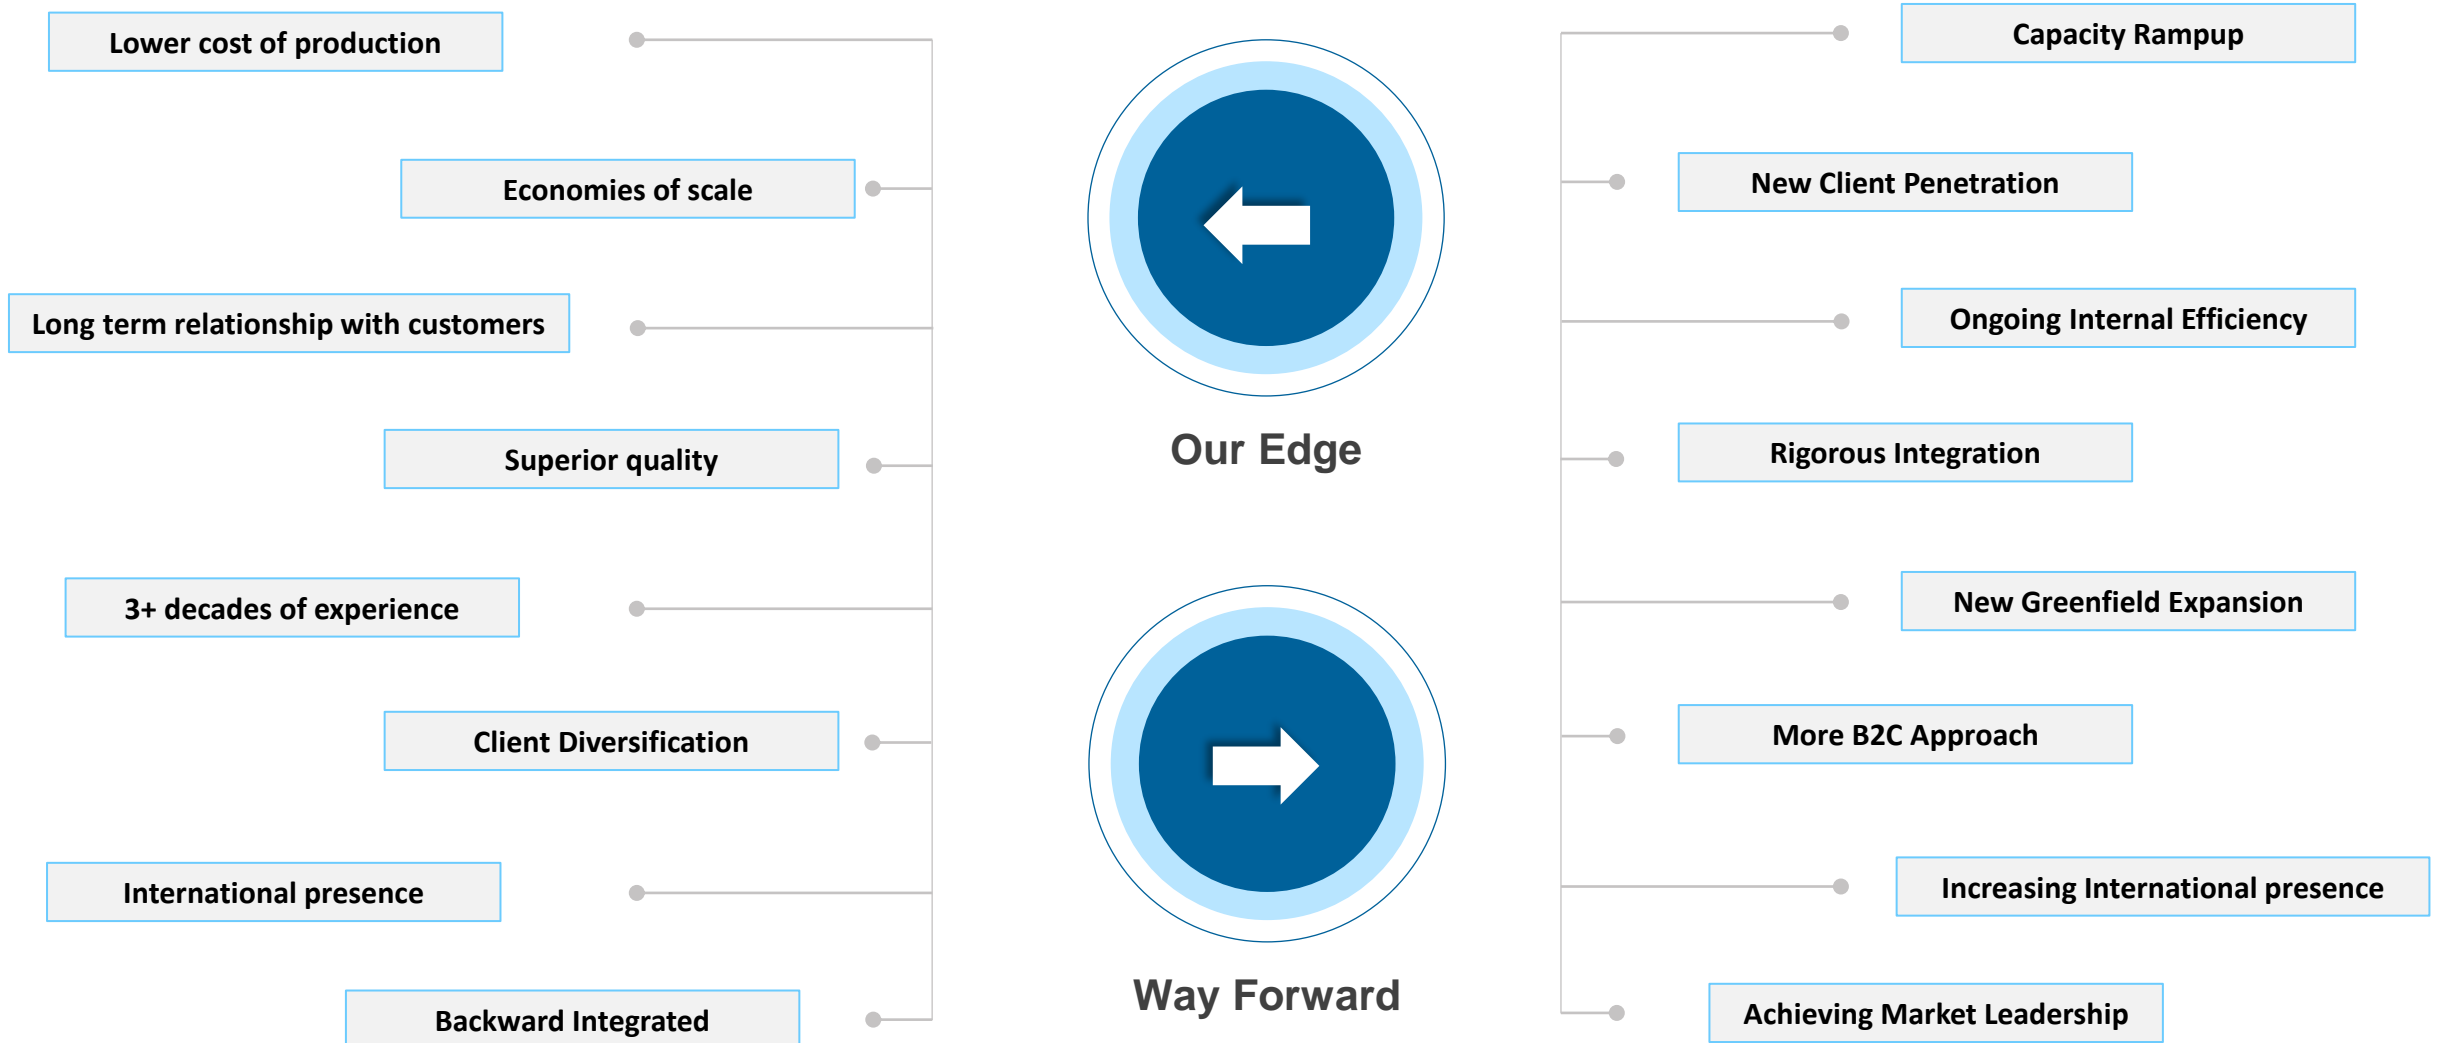 Lower cost of production
Economies of scale
Long term relationship with customers
Superior quality
3+ decades of experience
Client Diversification
International presence
Backward Integrated
Our Edge
Way Forward
Capacity Rampup
New Client Penetration
Ongoing Internal Efficiency
Rigorous Integration
New Greenfield Expansion
More B2C Approach
Increasing International presence
Achieving Market Leadership